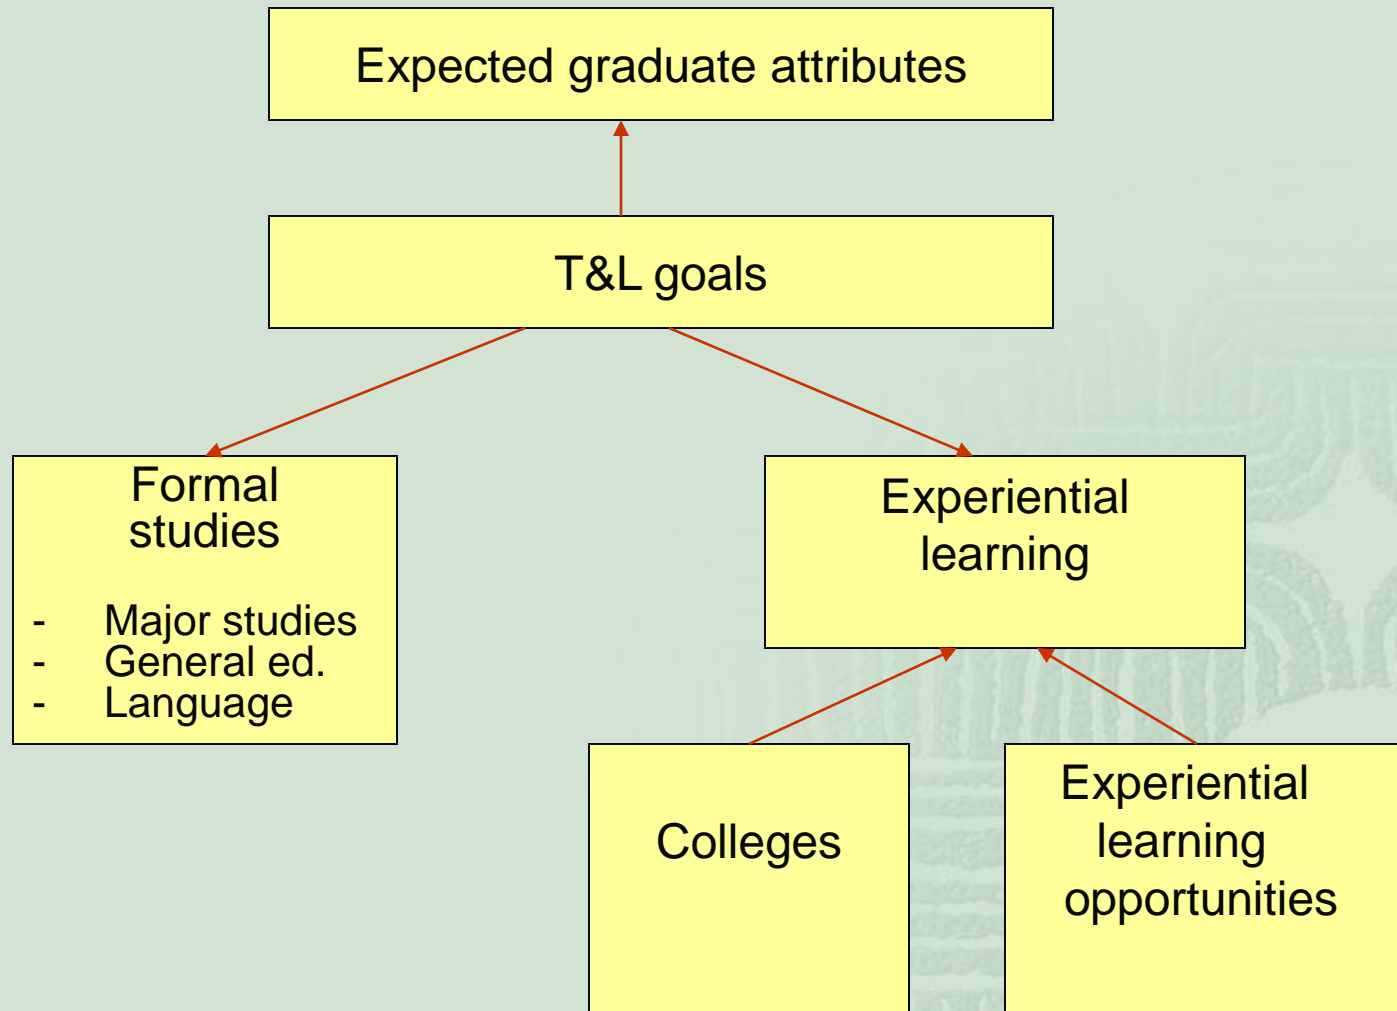 Expected graduate attributes
T&L goals
Formal
studies
- Major studies
- General ed.
- Language
Experiential
learning
Colleges
Experiential
learning
opportunities